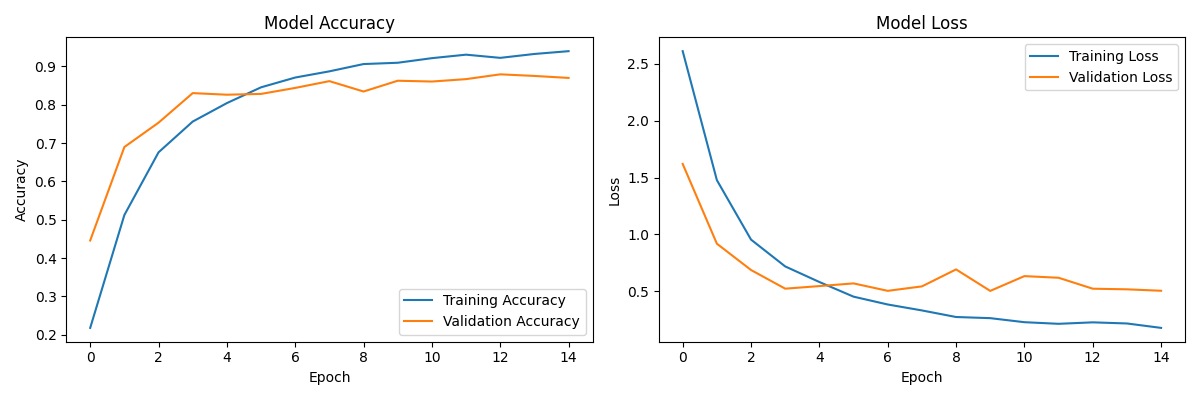 Model Accuracy
Accuracy
0.9
0.8
0.7
0.6
0.5
0.4
0.3
0.2
0 2 4 6 8 10 12 14
Epoch
Training Accuracy
Validation Accuracy
Model Loss
Loss
2.5
2.0
1.5
1.0
0.5
0 2 4 6 8 10 12 14
Epoch
Training Loss
Validation Loss